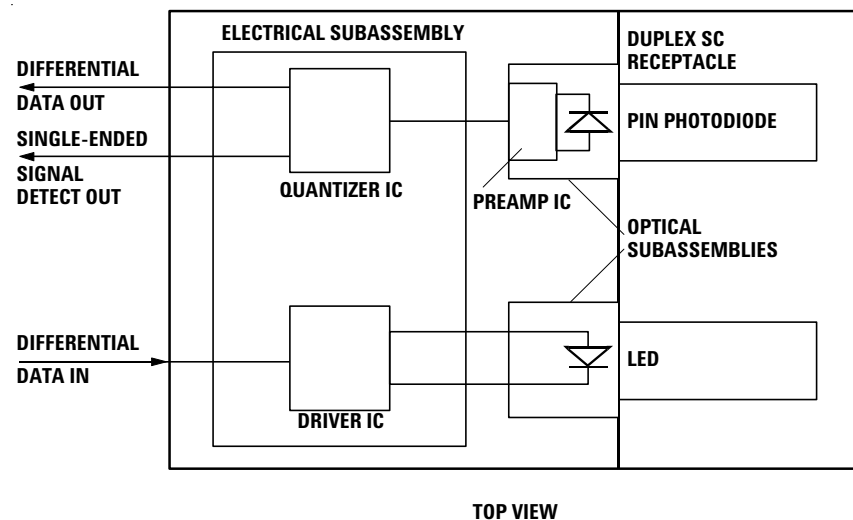 ELECTRICAL SUBASSEMBLY
DUPLEX SC
RECEPTACLE
DIFFERENTIAL
DATA OUT
SINGLE-ENDED
SIGNAL
DETECT OUT
QUANTIZER IC
PREAMP IC
PIN PHOTODIODE
OPTICAL
SUBASSEMBLIES
DIFFERENTIAL
DATA IN
DRIVER IC
LED
TOP VIEW